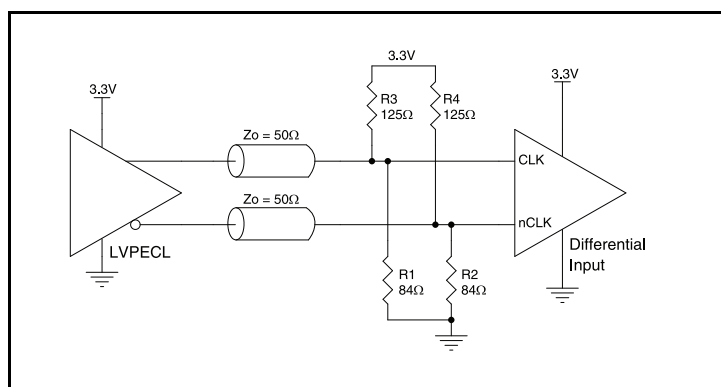 3.3V
3.3V
3.3V
R3
125Ω
R4
125Ω
Zo = 50Ω
CLK
Zo = 50Ω
nCLK
LVPECL
Differential
Input
R1
84Ω
R2
84Ω